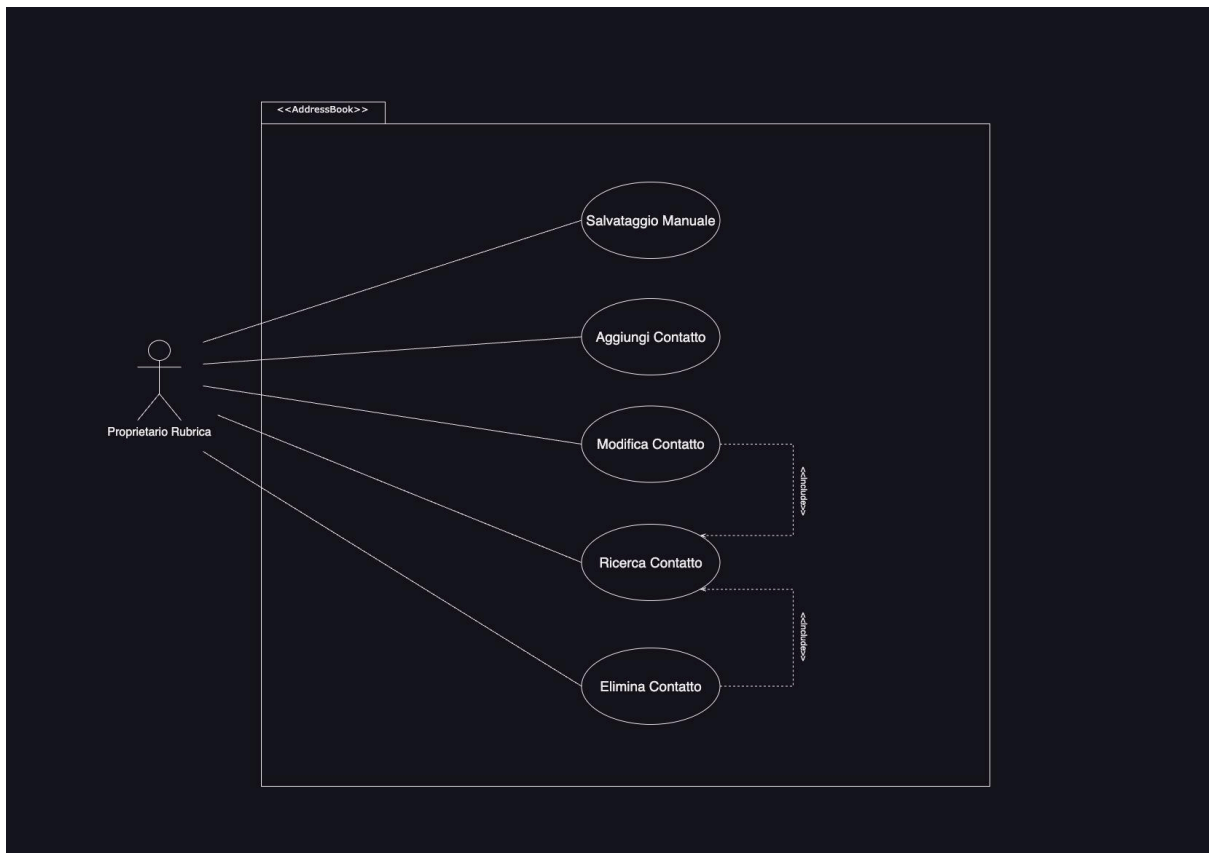 <<AddressBook>>
Salvataggio Manuale
Aggiungi Contatto
Proprietario Rubrica
Modifica Contatto
<<include>>
Ricerca Contatto
<<include>>
Elimina Contatto